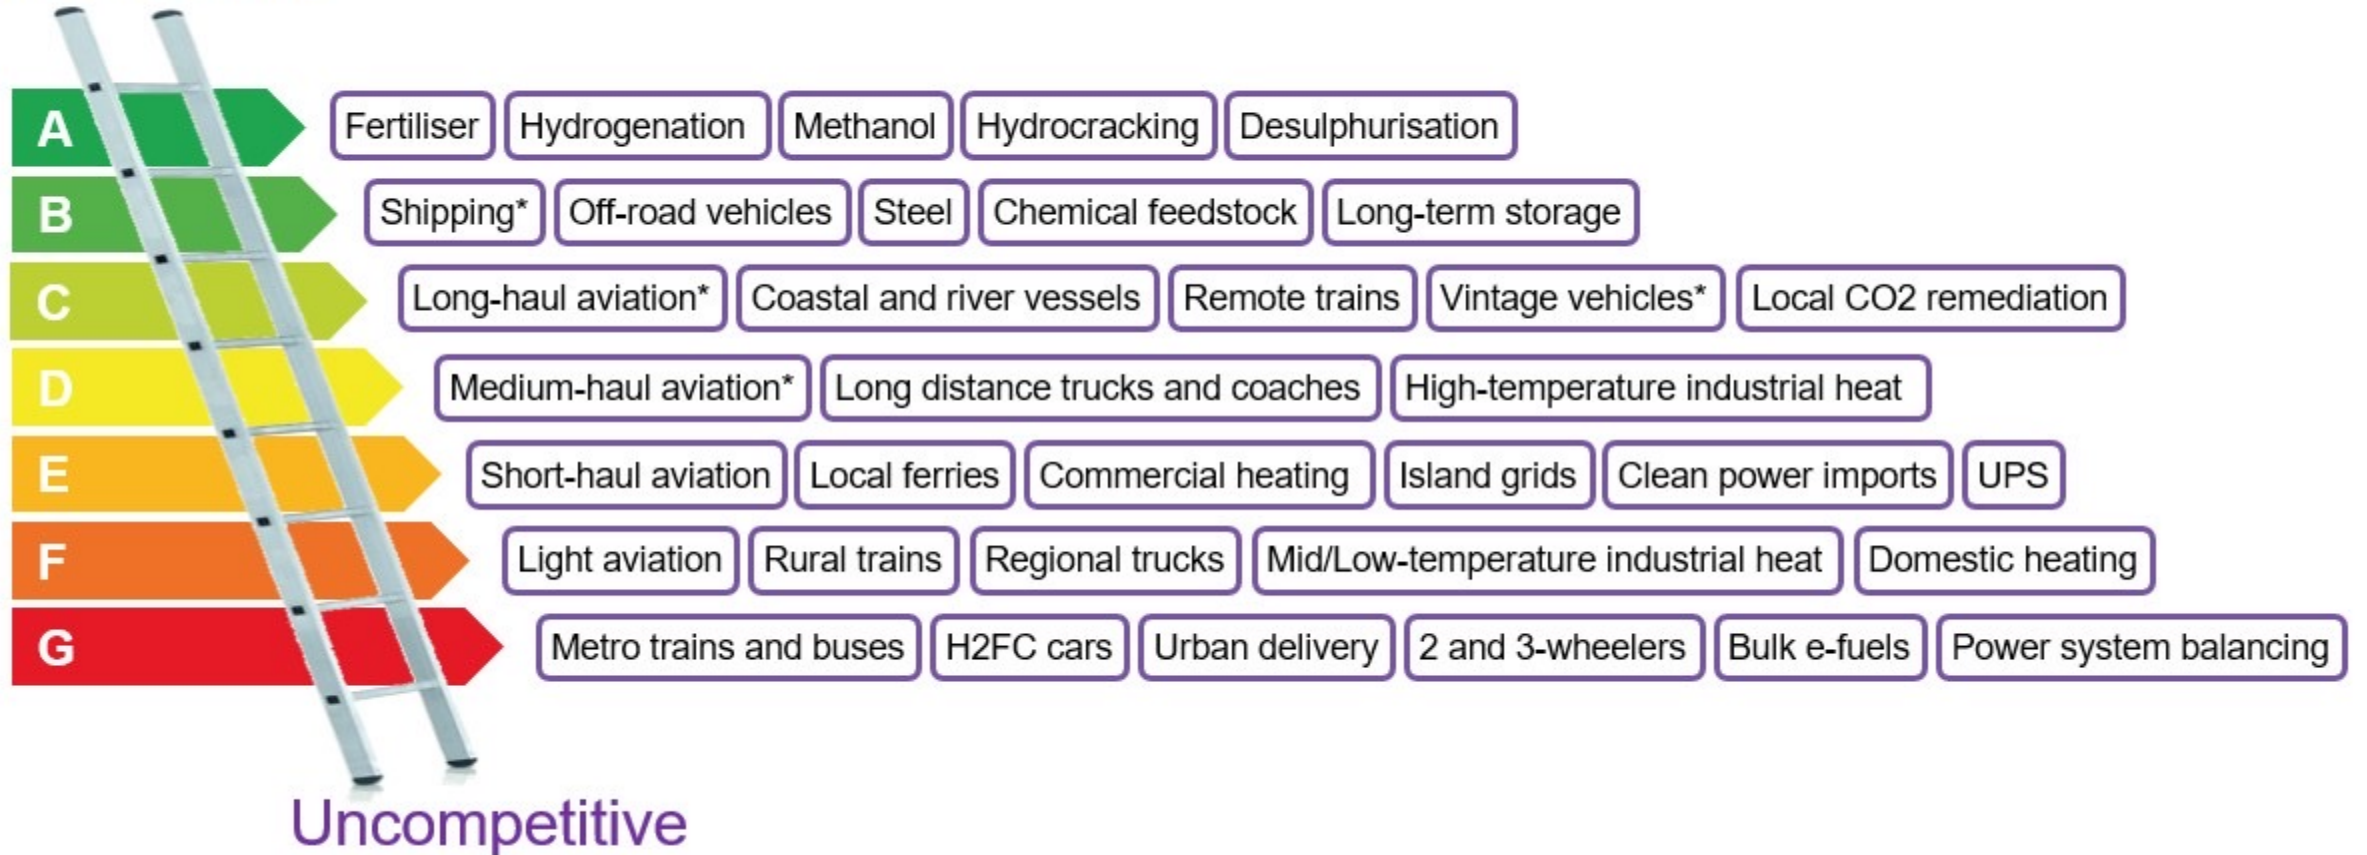 A Fertiliser Hydrogenation Methanol Hydrocracking Desulphurisation
B Shipping* Off-road vehicles Steel Chemical feedstock Long-term storage
C Long-haul aviation* Coastal and river vessels Remote trains Vintage vehicles* Local CO2 remediation
D Medium-haul aviation* Long distance trucks and coaches High-temperature industrial heat
E Short-haul aviation Local ferries Commercial heating Island grids Clean power imports UPS
F Light aviation Rural trains Regional trucks Mid/Low-temperature industrial heat Domestic heating
G Metro trains and buses H2FC cars Urban delivery 2 and 3-wheelers Bulk e-fuels Power system balancing
Uncompetitive